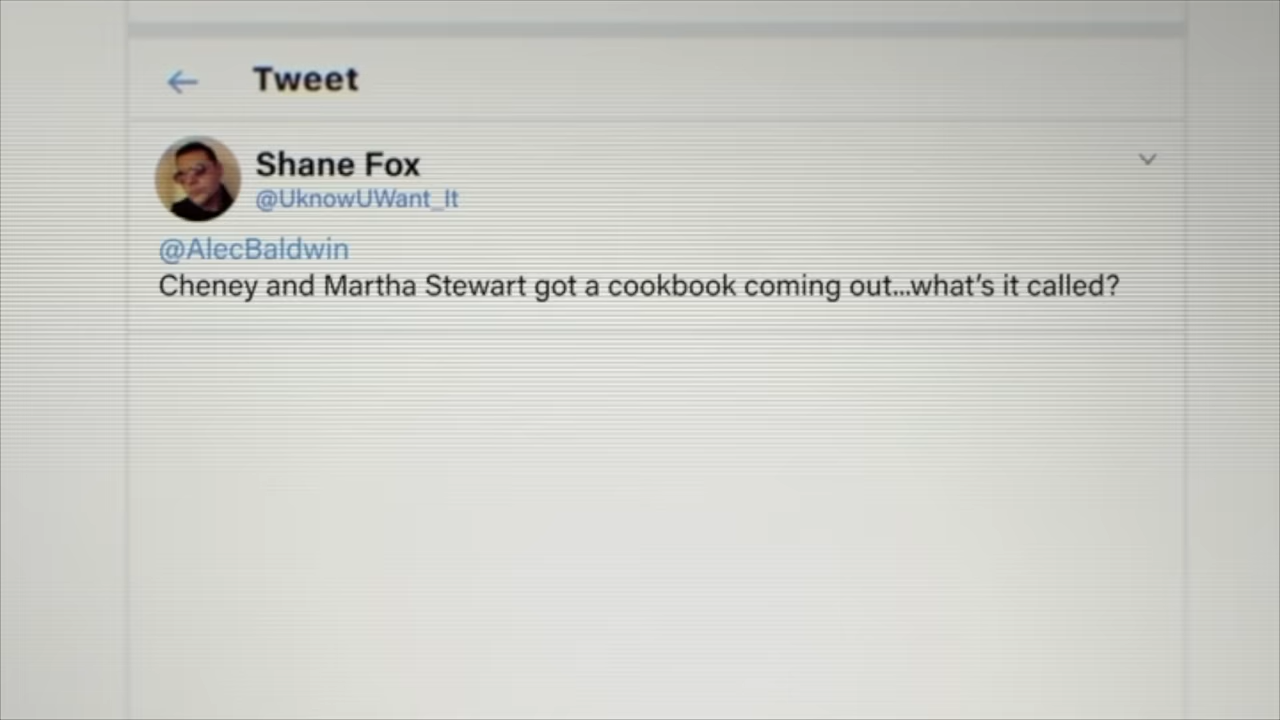 Tweet
Shane Fox
@UknowUWant_It
@AlecBaldwin
Cheney and Martha Stewart got a cookbook coming out...what's it called?